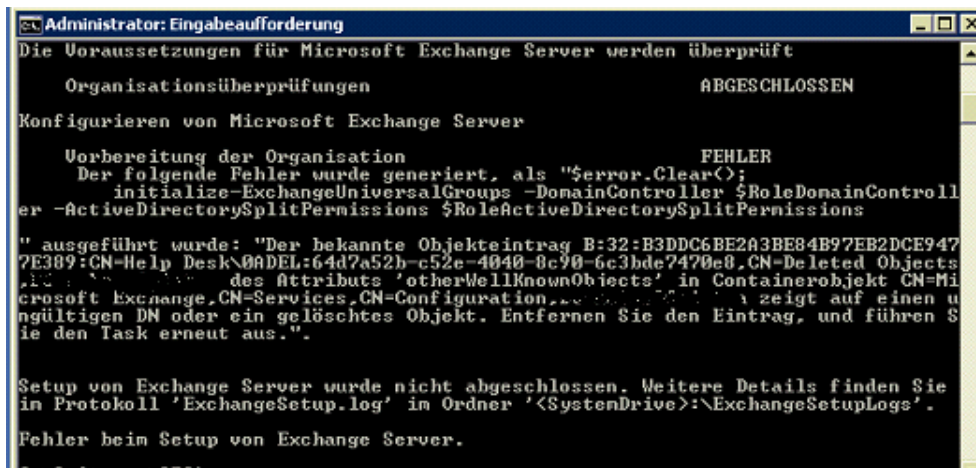 Administrator: Eingabeaufforderung
Die Voraussetzungen für Microsoft Exchange Server werden überprüft
Organisationsüberprüfungen ABGESCHLOSSEN
Konfigurieren von Microsoft Exchange Server
Vorbereitung der Organisation FEHLER
Der folgende Fehler wurde generiert, als "$error.Clear();
initialize-ExchangeUniversalGroups -DomainController $RoleDomainControll
er -ActiveDirectorySplitPermissions $RoleActiveDirectorySplitPermissions
" ausgeführt wurde: "Der bekannte Objekteintrag B:32:B3DDC6BE2A3BE84B97EB2DCE947
7E389:CN=Help Desk\0ADEL:64d7a52b-c52e-4040-8c90-6c3bde7470e8,CN=Deleted Objects
, des Attributs 'otherWellKnownObjects' in Containerobjekt CN=Mi
crosoft Exchange,CN=Services,CN=Configuration, zeigt auf einen u
ngültigen DN oder ein gelöschtes Objekt. Entfernen Sie den Eintrag, und führen S
ie den Task erneut aus.".
Setup von Exchange Server wurde nicht abgeschlossen. Weitere Details finden Sie
im Protokoll 'ExchangeSetup.log' im Ordner '<SystemDrive>:\ExchangeSetupLogs'.
Fehler beim Setup von Exchange Server.